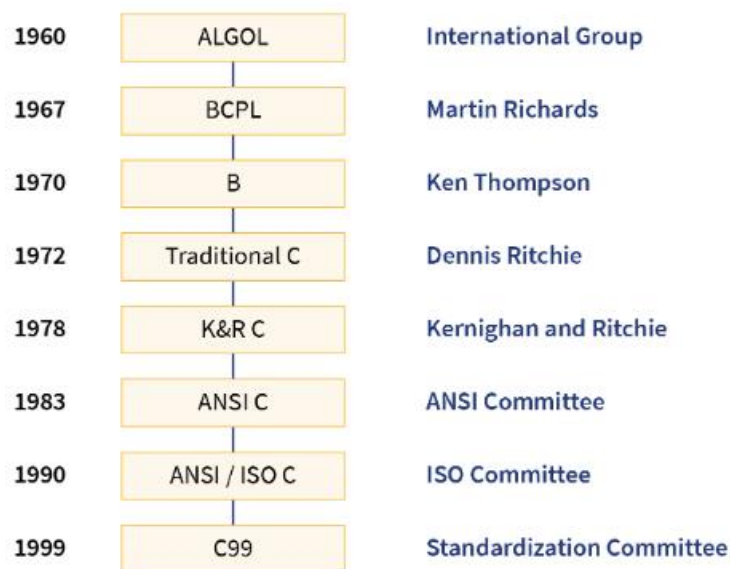 1960 ALGOL International Group
1967 BCPL Martin Richards
1970 B Ken Thompson
1972 Traditional C Dennis Ritchie
1978 K&R C Kernighan and Ritchie
1983 ANSI C ANSI Committee
1990 ANSI / ISO C ISO Committee
1999 C99 Standardization Committee